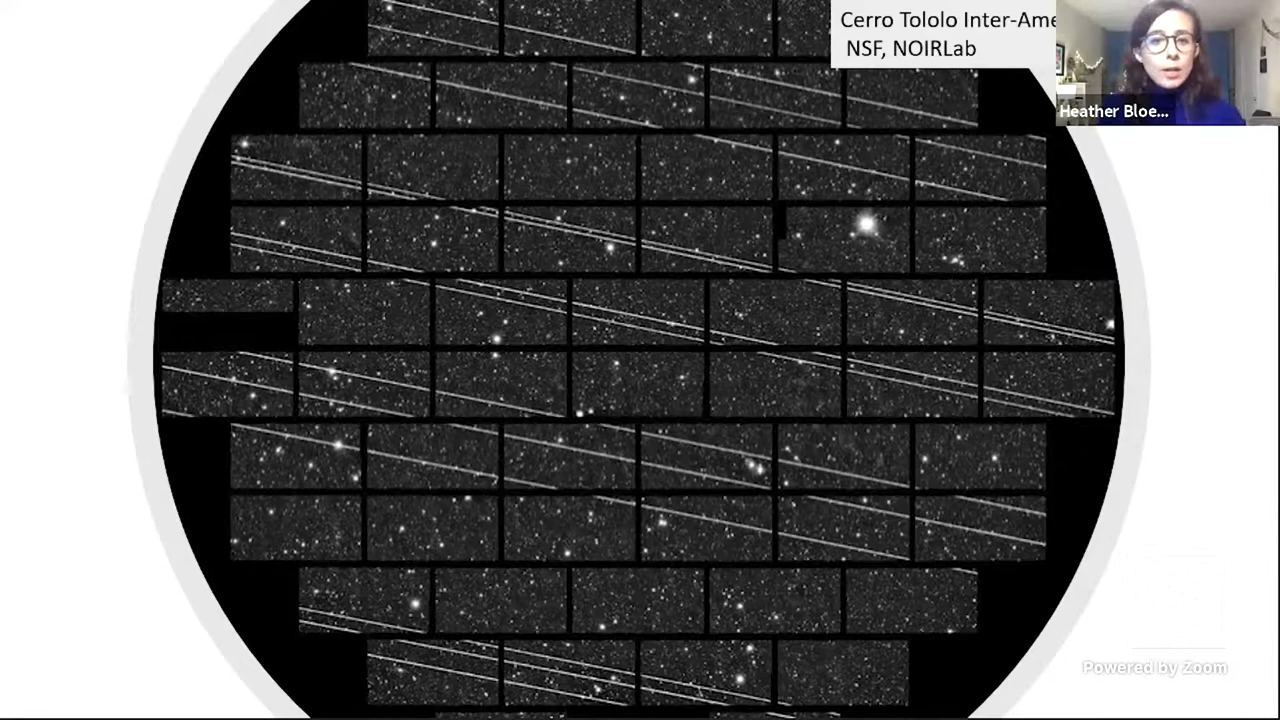 Cerro Tololo Inter-Ame
NSF, NOIRLab
Heather Bloe...
Powered by Zoom